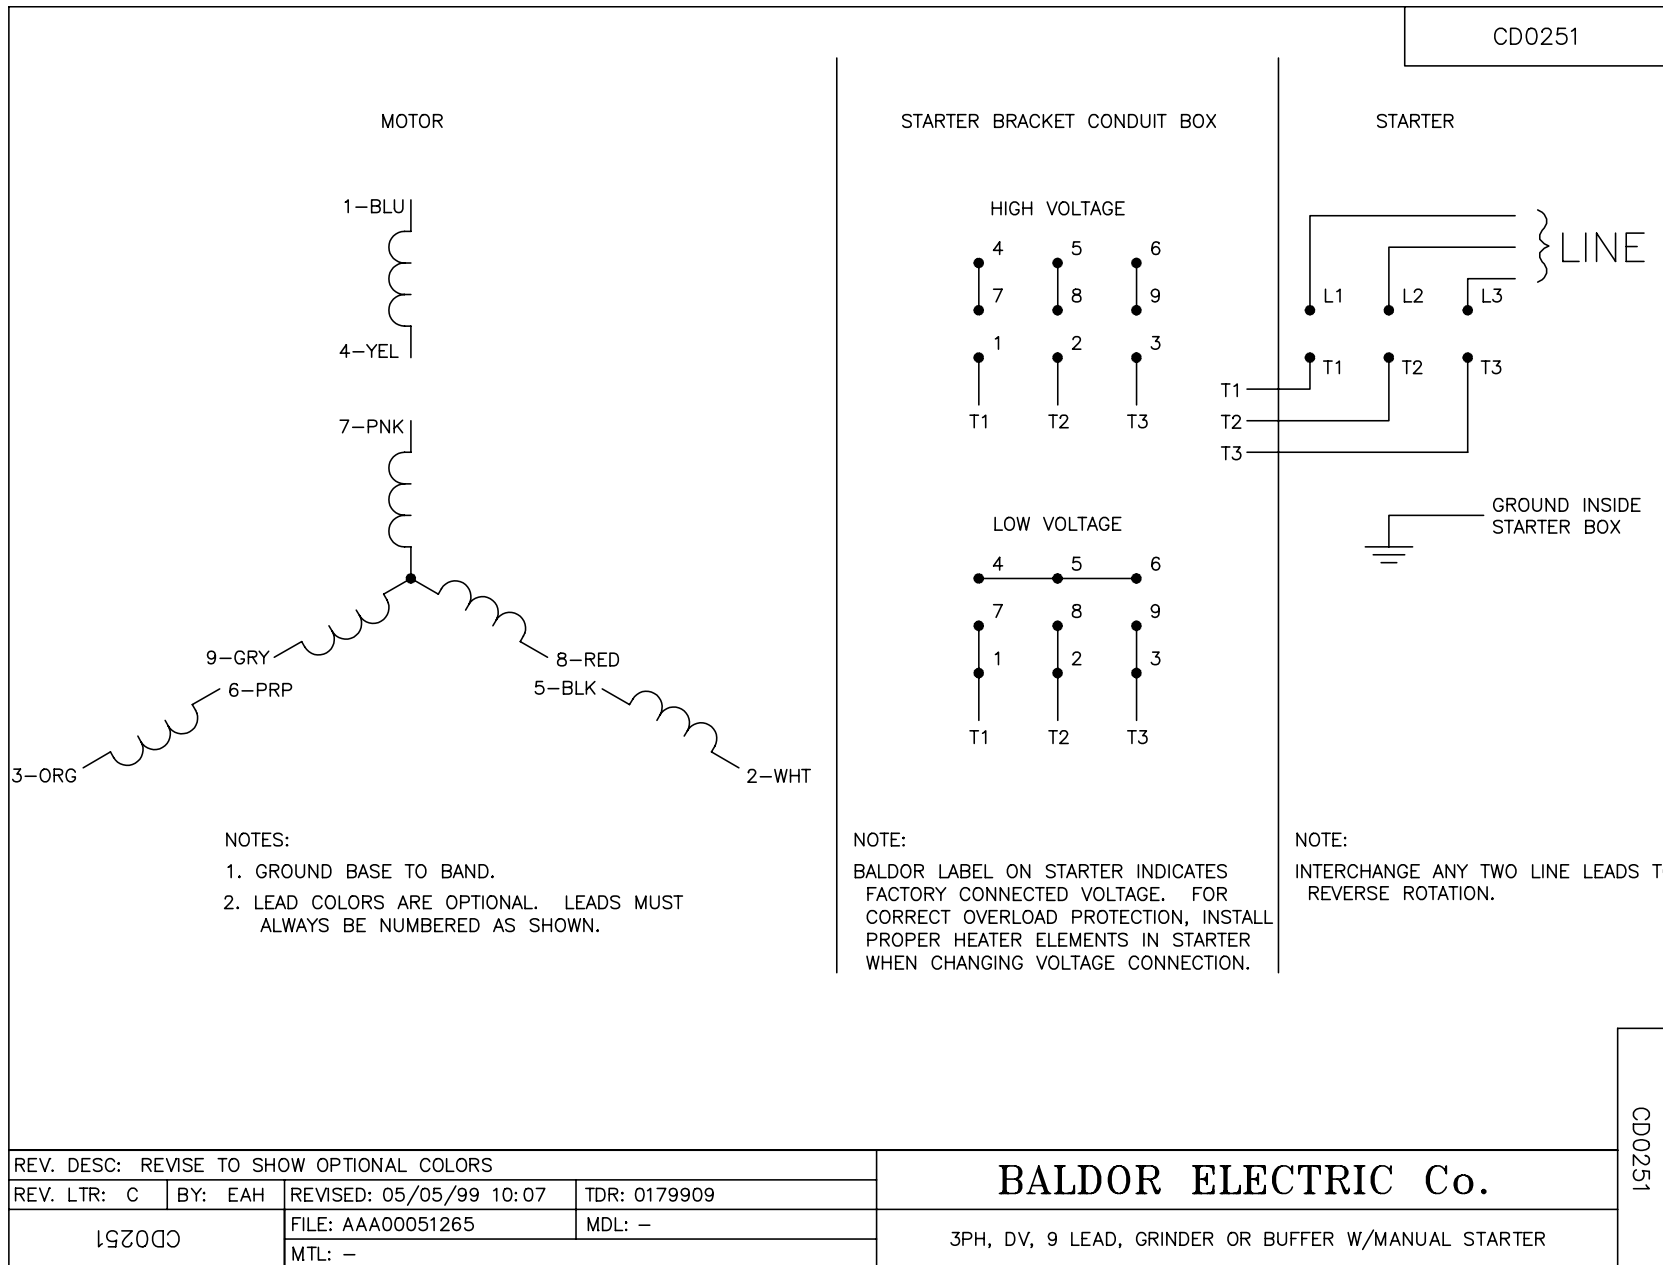 CD0251
MOTOR
1-BLU
4-YEL
7-PNK
9-GRY
8-RED
6-PRP
5-BLK
3-ORG
2-WHT
NOTES:
1. GROUND BASE TO BAND.
2. LEAD COLORS ARE OPTIONAL. LEADS MUST
ALWAYS BE NUMBERED AS SHOWN.
STARTER BRACKET CONDUIT BOX
HIGH VOLTAGE
4 5 6
7 8 9
1 2 3
T1 T2 T3
LOW VOLTAGE
4 5 6
7 8 9
1 2 3
T1 T2 T3
NOTE:
BALDOR LABEL ON STARTER INDICATES
FACTORY CONNECTED VOLTAGE. FOR
CORRECT OVERLOAD PROTECTION, INSTALL
PROPER HEATER ELEMENTS IN STARTER
WHEN CHANGING VOLTAGE CONNECTION.
STARTER
LINE
L1 L2 L3
T1 T2 T3
T1
T2
T3
GROUND INSIDE
STARTER BOX
NOTE:
INTERCHANGE ANY TWO LINE LEADS
REVERSE ROTATION.
CD0251
REV. DESC: REVISE TO SHOW OPTIONAL COLORS
REV. LTR: C BY: EAH REVISED: 05/05/99 10:07 TDR: 0179909
CD0251
FILE: AAA00051265 MDL: -
MTL: -
BALDOR ELECTRIC Co.
3PH, DV, 9 LEAD, GRINDER OR BUFFER W/MANUAL STARTER